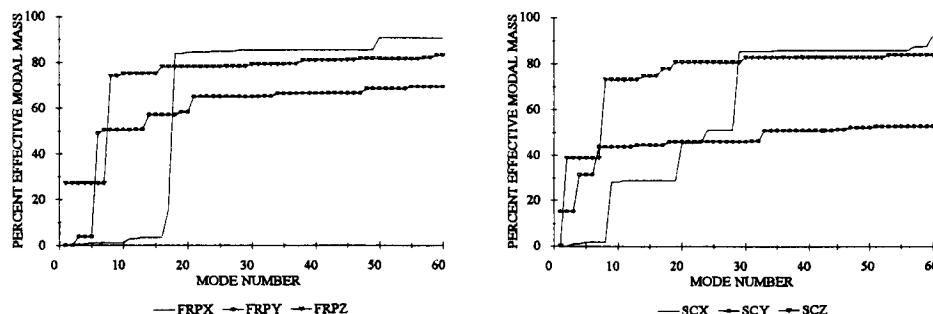 PERCENT EFFECTIVE MODAL MASS
100
80
60
40
20
0
0 10 20 30 40 50 60
MODE NUMBER
FRPX FRPY FRPZ
PERCENT EFFECTIVE MODAL MASS
100
80
60
40
20
0
0 10 20 30 40 50 60
MODE NUMBER
SCX SCY SCZ